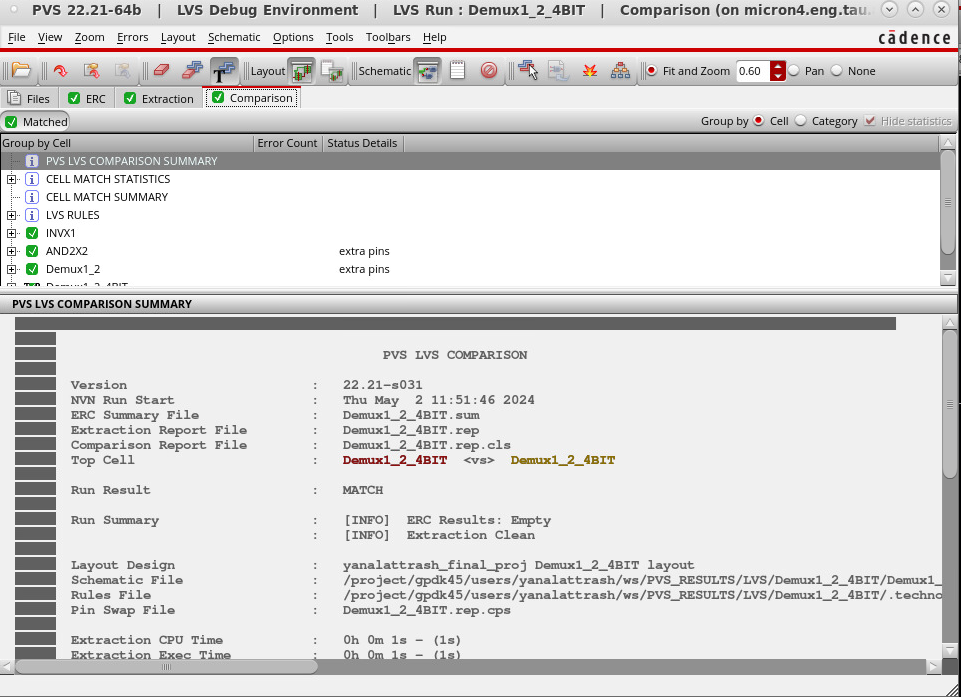 PVS 22.21-64b | LVS Debug Environment | LVS Run : Demux1_2_4BIT | Comparison (on micron4.eng.tau...
File View Zoom Errors Layout Schematic Options Tools Toolbars Help
cādence
T Layout Schematic Fit and Zoom 0.60 Pan None
Files ERC Extraction Comparison
Matched Group by Cell Category Hide statistics
Group by Cell Error Count Status Details
PVS LVS COMPARISON SUMMARY
CELL MATCH STATISTICS
CELL MATCH SUMMARY
LVS RULES
INVX1
AND2X2 extra pins
Demux1_2 extra pins
Demux1_2_4BIT
PVS LVS COMPARISON SUMMARY
PVS LVS COMPARISON
Version : 22.21-s031
NVN Run Start : Thu May 2 11:51:46 2024
ERC Summary File : Demux1_2_4BIT.sum
Extraction Report File : Demux1_2_4BIT.rep
Comparison Report File : Demux1_2_4BIT.rep.cls
Top Cell : Demux1_2_4BIT <vs> Demux1_2_4BIT
Run Result : MATCH
Run Summary : [INFO] ERC Results: Empty
: [INFO] Extraction Clean
Layout Design : yanalattrash_final_proj Demux1_2_4BIT layout
Schematic File : /project/gpdk45/users/yanalattrash/ws/PVS_RESULTS/LVS/Demux1_2_4BIT/Demux1_
Rules File : /project/gpdk45/users/yanalattrash/ws/PVS_RESULTS/LVS/Demux1_2_4BIT/.techno
Pin Swap File : Demux1_2_4BIT.rep.cps
Extraction CPU Time : 0h 0m 1s - (1s)
Extraction Exec Time : 0h 0m 1s - (1s)